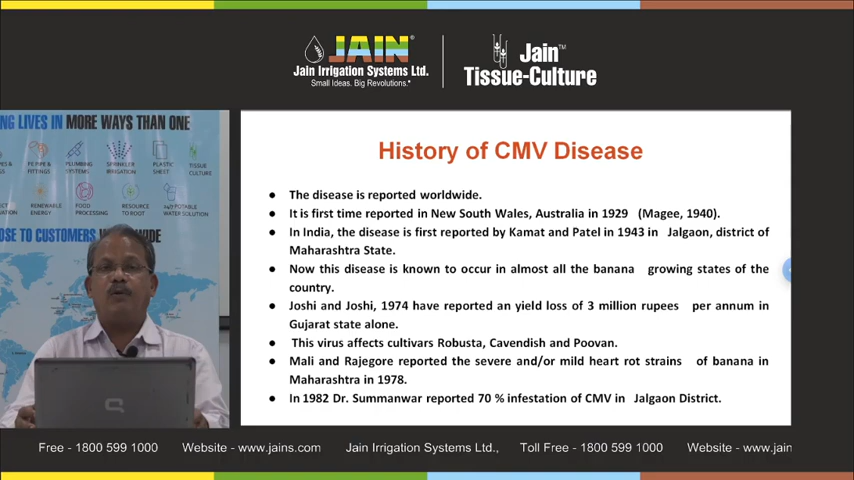 JAIN®
Jain Irrigation Systems Ltd.
Small Ideas. Big Revolutions.®
Jain™
Tissue-Culture
NG LIVES IN MORE WAYS THAN ONE
PE PIPE &
FITTINGS
PLUMBING
SYSTEMS
SPRINKLER
IRRIGATION
PLASTIC
SHEET
TISSUE
CULTURE
RENEWABLE
ENERGY
FOOD
PROCESSING
RESOURCE
TO ROOT
24/7 POTABLE
WATER SOLUTION
OSE TO CUSTOMERS
History of CMV Disease
● The disease is reported worldwide.
● It is first time reported in New South Wales, Australia in 1929 (Magee, 1940).
● In India, the disease is first reported by Kamat and Patel in 1943 in Jalgaon, district of
Maharashtra State.
● Now this disease is known to occur in almost all the banana growing states of the
country.
● Joshi and Joshi, 1974 have reported an yield loss of 3 million rupees per annum in
Gujarat state alone.
● This virus affects cultivars Robusta, Cavendish and Poovan.
● Mali and Rajegore reported the severe and/or mild heart rot strains of banana in
Maharashtra in 1978.
● In 1982 Dr. Summanwar reported 70 % infestation of CMV in Jalgaon District.
Free - 1800 599 1000 Website - www.jains.com Jain Irrigation Systems Ltd., Toll Free - 1800 599 1000 Website - www.jain